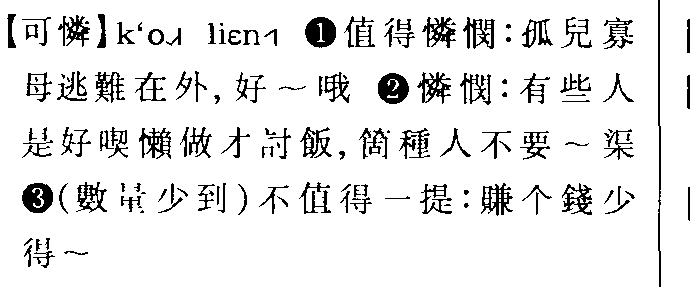 【可憐】kʻo˩ liɛn˧ ❶值得憐憫：孤兒寡
母逃難在外，好～哦 ❷憐憫：有些人
是好喫懶做才討飯，箇種人不要～渠
❸(數量少到)不值得一提：賺个錢少
得～